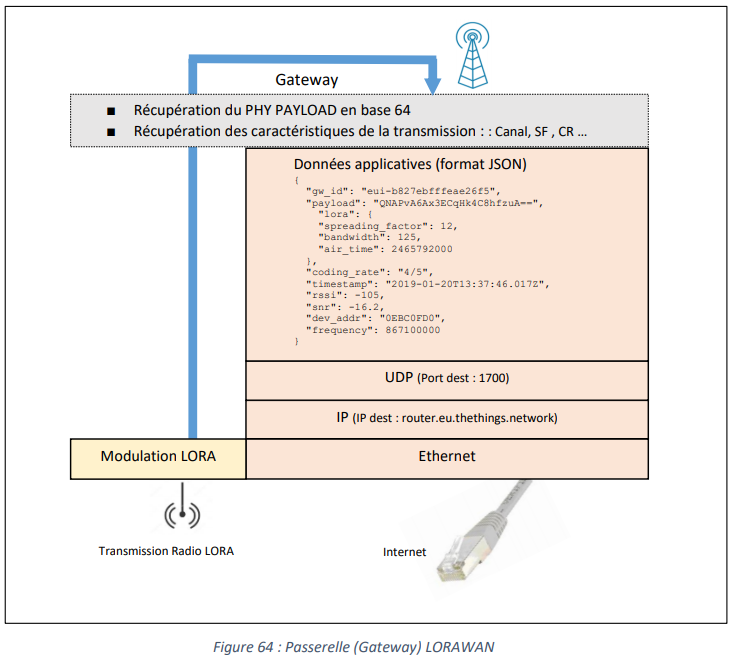 Gateway
■ Récupération du PHY PAYLOAD en base 64
■ Récupération des caractéristiques de la transmission : : Canal, SF , CR ...
Données applicatives (format JSON)
{
"gw_id": "eui-b827ebfffeae26f5",
"payload": "QNAPvA6Ax3ECqHk4C8hfzuA==",
"lora": {
"spreading_factor": 12,
"bandwidth": 125,
"air_time": 2465792000
},
"coding_rate": "4/5",
"timestamp": "2019-01-20T13:37:46.017Z",
"rssi": -105,
"snr": -16.2,
"dev_addr": "0EBC0FD0",
"frequency": 867100000
}
UDP (Port dest : 1700)
IP (IP dest : router.eu.thethings.network)
Modulation LORA
Ethernet
Transmission Radio LORA
Internet
Figure 64 : Passerelle (Gateway) LORAWAN